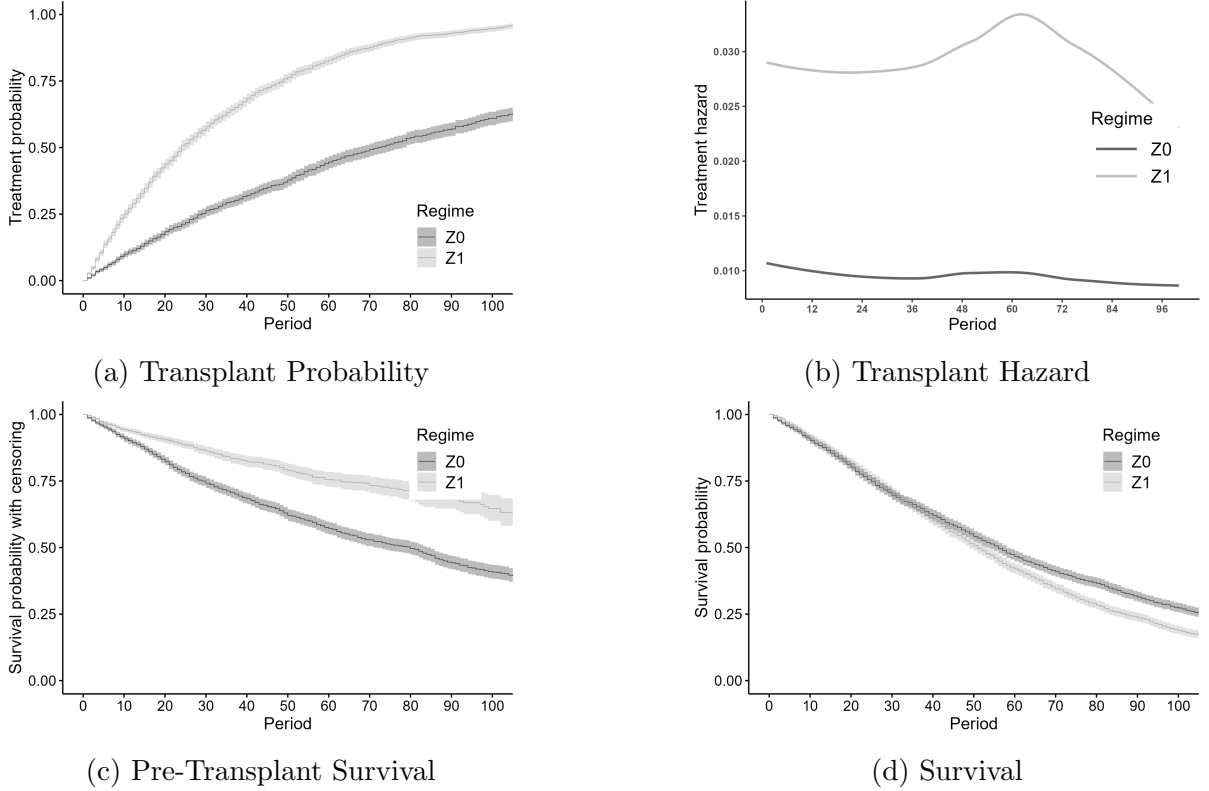 1.00
0.75
0.50
0.25
0.00
Treatment probability
Regime
Z0
Z1
0 10 20 30 40 50 60 70 80 90 100
Period
(a) Transplant Probability
0.030
0.025
0.020
0.015
0.010
Treatment hazard
Regime
Z0
Z1
0 12 24 36 48 60 72 84 96
Period
(b) Transplant Hazard
1.00
0.75
0.50
0.25
0.00
Survival probability with censoring
Regime
Z0
Z1
0 10 20 30 40 50 60 70 80 90 100
Period
(c) Pre-Transplant Survival
1.00
0.75
0.50
0.25
0.00
Survival probability
Regime
Z0
Z1
0 10 20 30 40 50 60 70 80 90 100
Period
(d) Survival